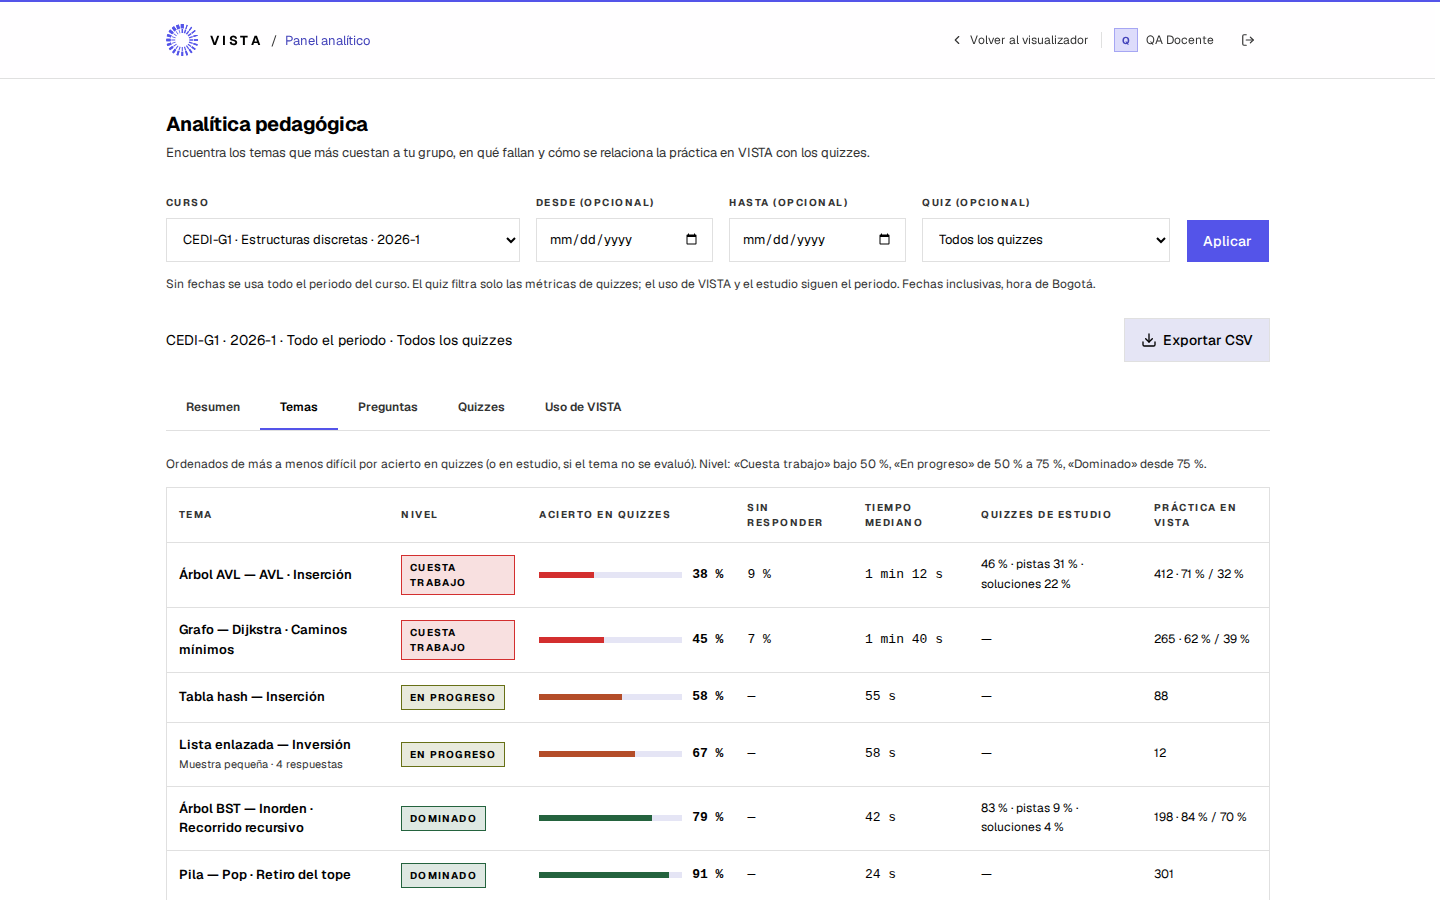 VISTA / Panel analítico
Volver al visualizador
Q QA Docente
Analítica pedagógica
Encuentra los temas que más cuestan a tu grupo, en qué fallan y cómo se relaciona la práctica en VISTA con los quizzes.
CURSO DESDE (OPCIONAL) HASTA (OPCIONAL) QUIZ (OPCIONAL)
CEDI-G1 · Estructuras discretas · 2026-1 mm/dd/yyyy mm/dd/yyyy Todos los quizzes Aplicar
Sin fechas se usa todo el periodo del curso. El quiz filtra solo las métricas de quizzes; el uso de VISTA y el estudio siguen el periodo. Fechas inclusivas, hora de Bogotá.
CEDI-G1 · 2026-1 · Todo el periodo · Todos los quizzes Exportar CSV
Resumen Temas Preguntas Quizzes Uso de VISTA
Ordenados de más a menos difícil por acierto en quizzes (o en estudio, si el tema no se evaluó). Nivel: «Cuesta trabajo» bajo 50 %, «En progreso» de 50 % a 75 %, «Dominado» desde 75 %.
TEMA NIVEL ACIERTO EN QUIZZES SIN RESPONDER TIEMPO MEDIANO QUIZZES DE ESTUDIO PRÁCTICA EN VISTA
Árbol AVL — AVL · Inserción CUESTA TRABAJO 38 % 9 % 1 min 12 s 46 % · pistas 31 % · soluciones 22 % 412 · 71 % / 32 %
Grafo — Dijkstra · Caminos mínimos CUESTA TRABAJO 45 % 7 % 1 min 40 s — 265 · 62 % / 39 %
Tabla hash — Inserción EN PROGRESO 58 % — 55 s — 88
Lista enlazada — Inversión EN PROGRESO 67 % — 58 s — 12
Muestra pequeña · 4 respuestas
Árbol BST — Inorden · Recorrido recursivo DOMINADO 79 % — 42 s 83 % · pistas 9 % · soluciones 4 % 198 · 84 % / 70 %
Pila — Pop · Retiro del tope DOMINADO 91 % — 24 s — 301